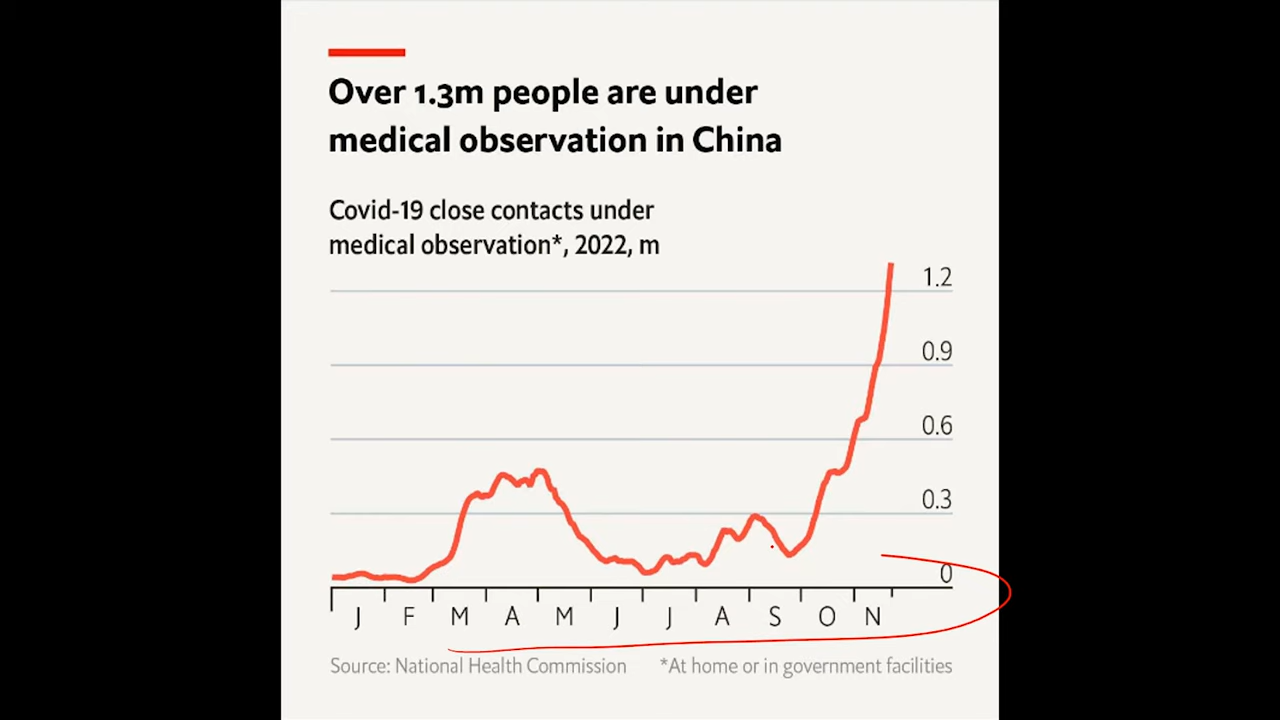 Over 1.3m people are under
medical observation in China
Covid-19 close contacts under
medical observation*, 2022, m
1.2
0.9
0.6
0.3
0
J F M A M J J A S O N
Source: National Health Commission *At home or in government facilities